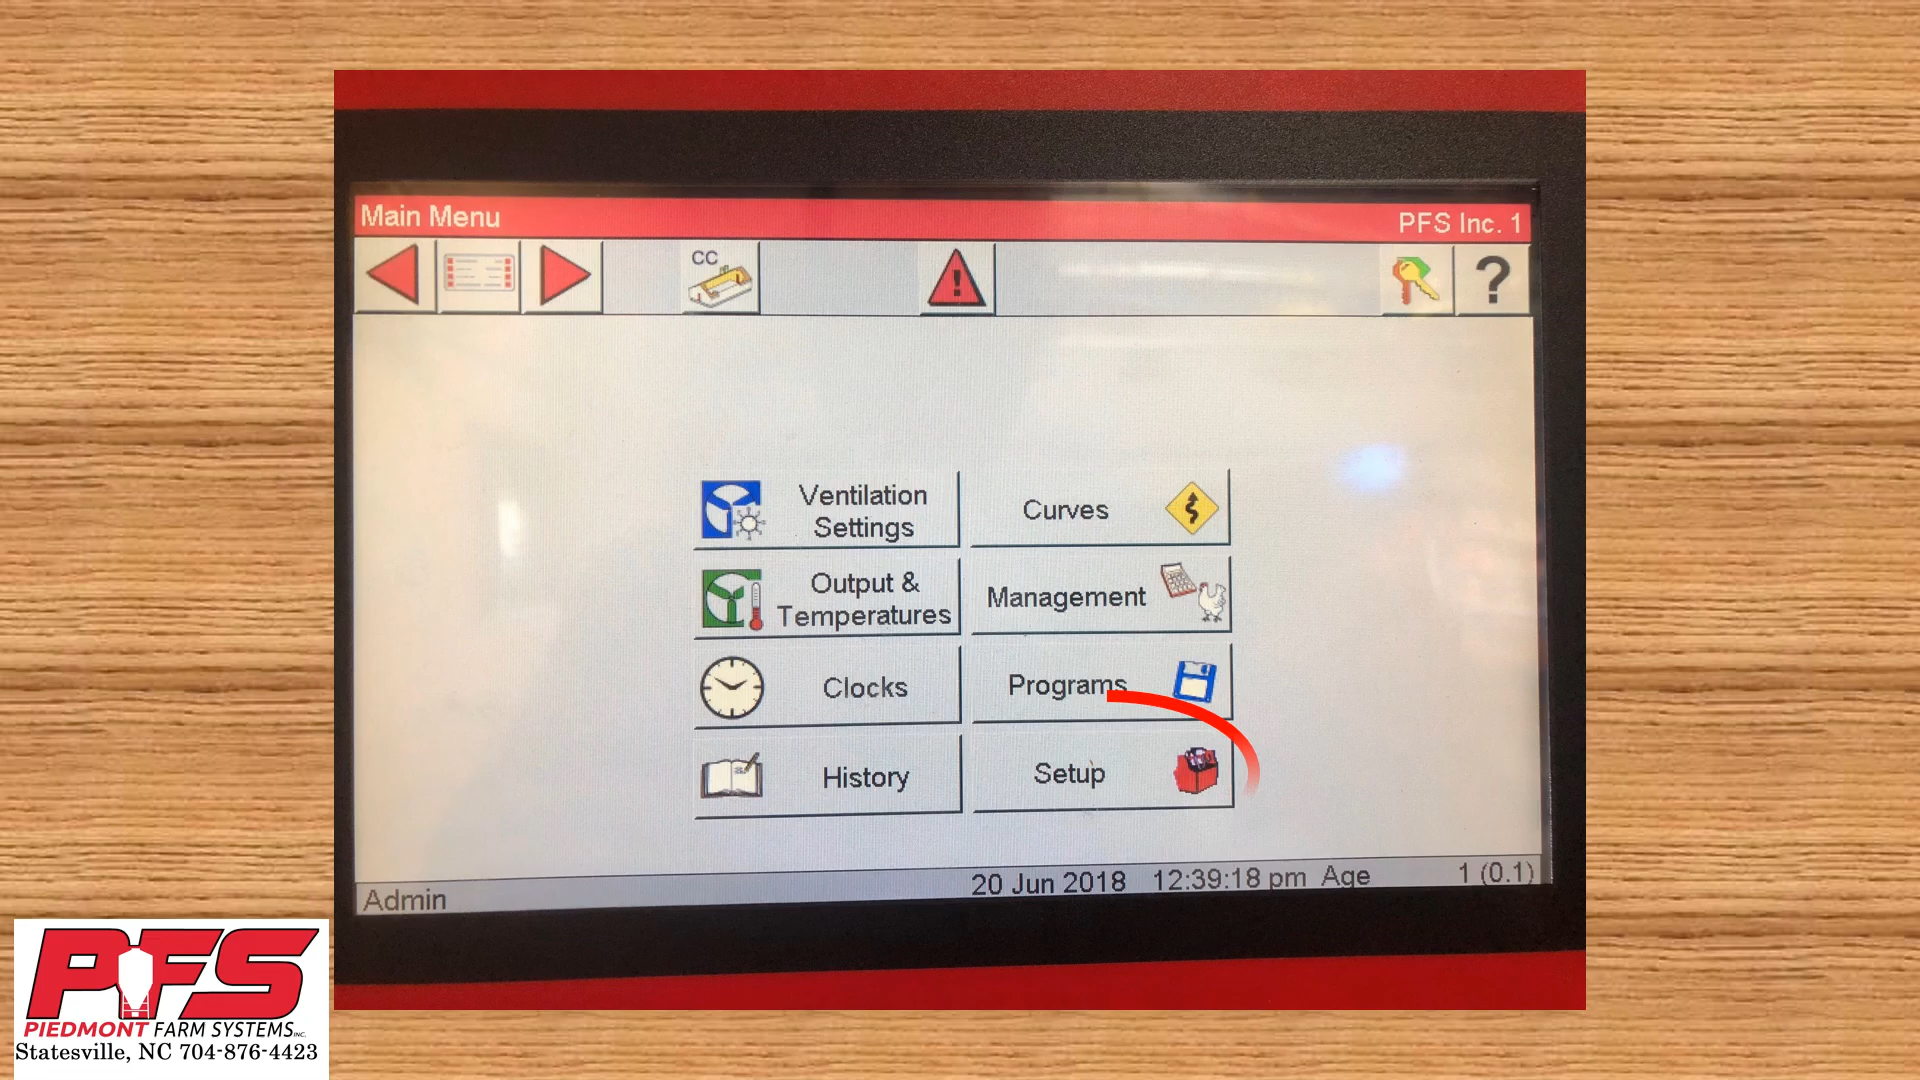 Main Menu
PFS Inc. 1
CC
?
Ventilation
Settings
Curves
Output &
Temperatures
Management
Clocks
Programs
History
Setup
Admin
20 Jun 2018 12:39:18 pm Age 1 (0.1)
PFS
PIEDMONT FARM SYSTEMS INC.
Statesville, NC 704-876-4423